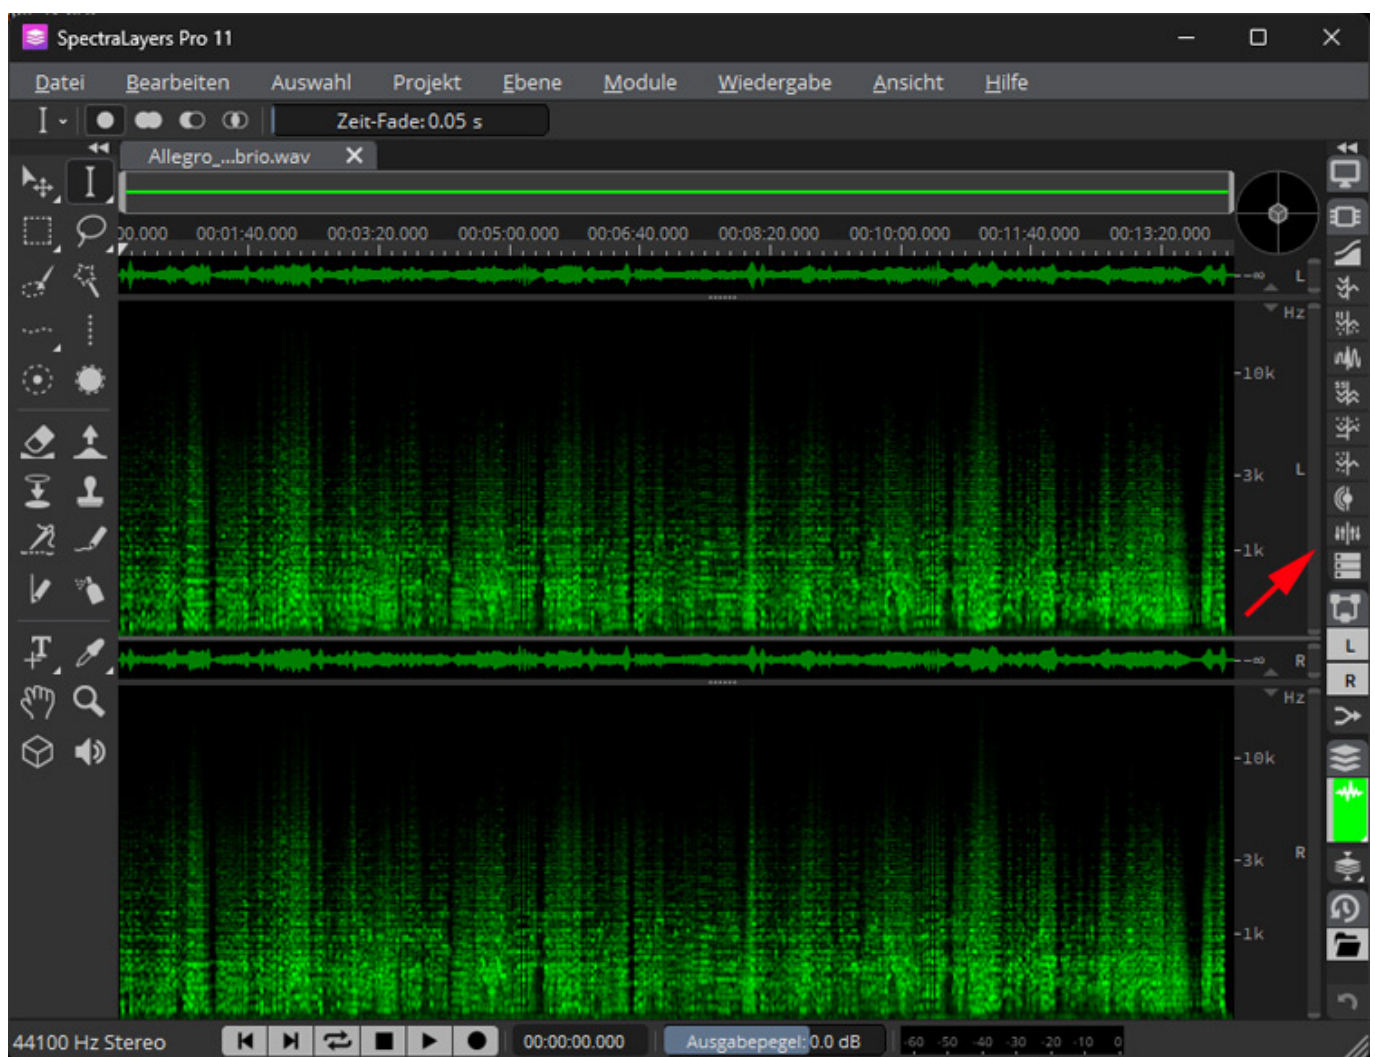 SpectraLayers Pro 11
Datei Bearbeiten Auswahl Projekt Ebene Module Wiedergabe Ansicht Hilfe
Zeit-Fade: 0.05 s
Allegro_...brio.wav
00.000 00:01:40.000 00:03:20.000 00:05:00.000 00:06:40.000 00:08:20.000 00:10:00.000 00:11:40.000 00:13:20.000
-∞ L
Hz
-10k
-3k L
-1k
L
-∞ R
R
Hz
-10k
-3k R
-1k
44100 Hz Stereo 00:00:00.000 Ausgabepegel: 0.0 dB -60 -50 -40 -30 -20 -10 0